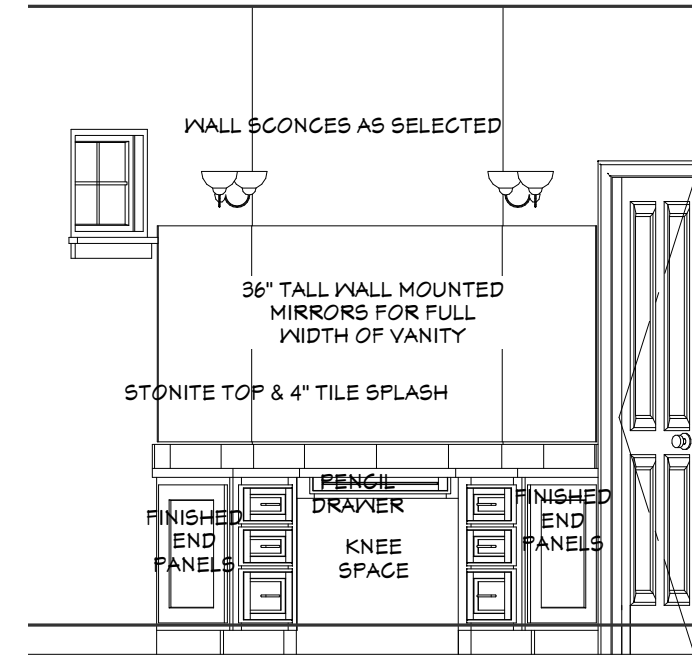 WALL SCONCES AS SELECTED
36" TALL WALL MOUNTED
MIRRORS FOR FULL
WIDTH OF VANITY
STONITE TOP & 4" TILE SPLASH
PENCIL
DRAWER
FINISHED
END
PANELS
KNEE
SPACE
FINISHED
END
PANELS